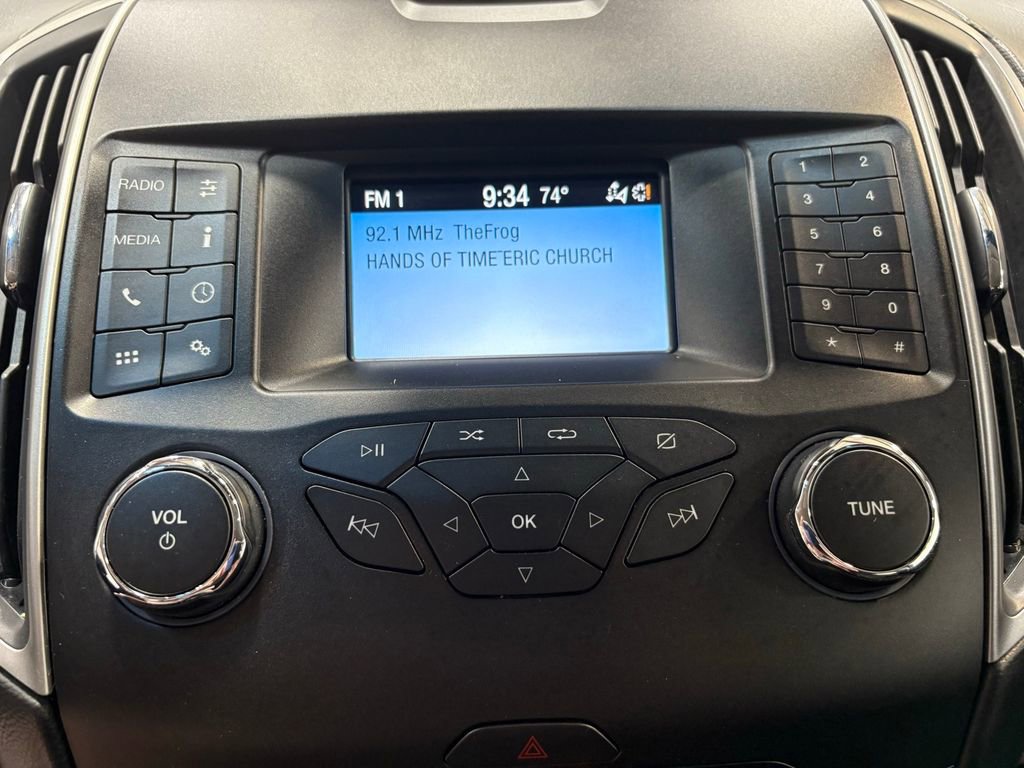 FM 1 9:34 74°
92.1 MHz TheFrog
HANDS OF TIME ERIC CHURCH
RADIO
MEDIA
i
1 2
3 4
5 6
7 8
9 0
* #
VOL
OK
TUNE